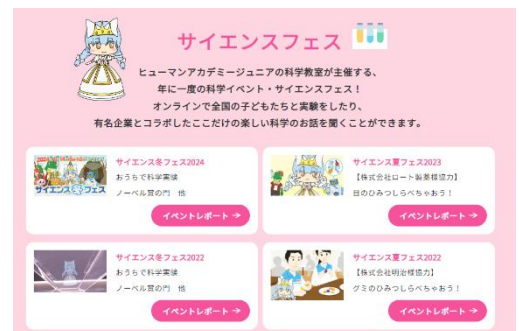 サイエンスフェス
ヒューマンアカデミージュニアの科学教室が主催する、
年に一度の科学イベント・サイエンスフェス！
オンラインで全国の子どもたちと実験をしたり、
有名企業とコラボしたここだけの楽しい科学のお話を聞くことができます。
サイエンス冬フェス2024
おうちで科学実験
ノーベル賞の門　他
イベントレポート →
サイエンス夏フェス2023
【株式会社ロート製薬様協力】
目のひみつしらべちゃおう！
イベントレポート →
サイエンス冬フェス2022
おうちで科学実験
ノーベル賞の門　他
イベントレポート →
サイエンス夏フェス2022
【株式会社明治様協力】
グミのひみつしらべちゃおう！
イベントレポート →